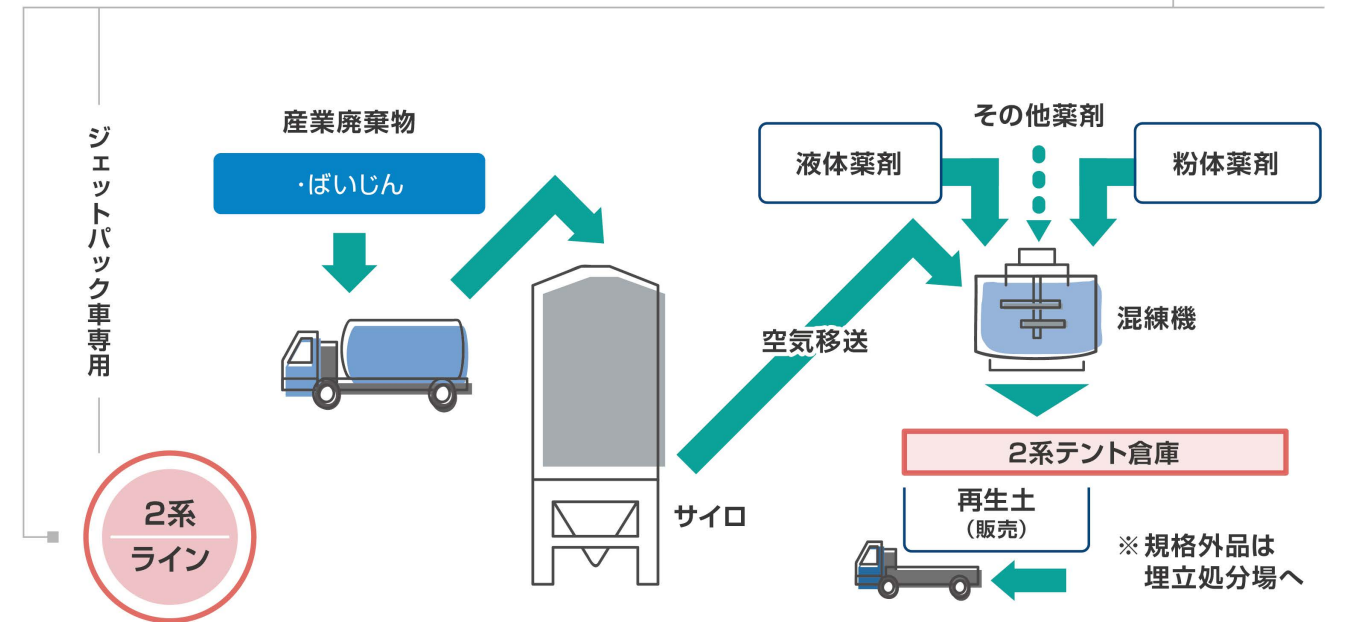 ジェットパック車専用
2系
ライン
産業廃棄物
・ばいじん
サイロ
空気移送
その他薬剤
液体薬剤
粉体薬剤
混練機
2系テント倉庫
再生土
(販売)
※規格外品は
埋立処分場へ